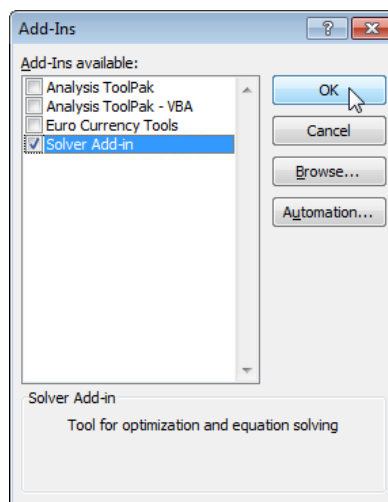 Add-Ins
?
Add-Ins available:
Analysis ToolPak
Analysis ToolPak - VBA
Euro Currency Tools
Solver Add-in
OK
Cancel
Browse...
Automation...
Solver Add-in
Tool for optimization and equation solving